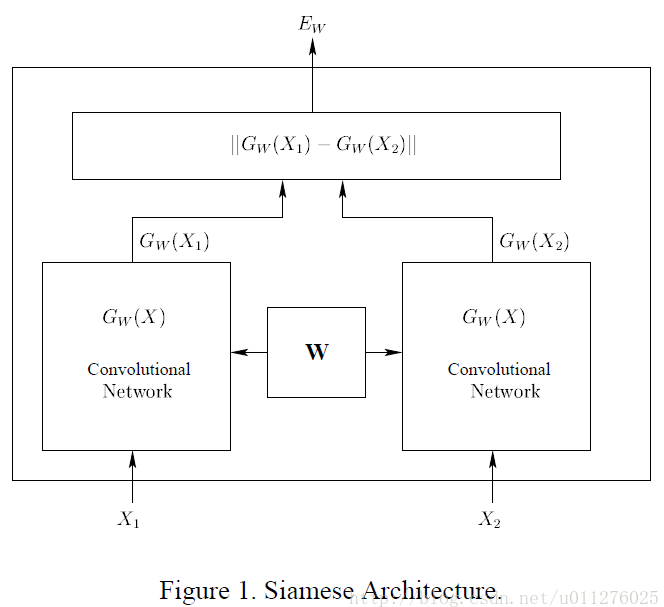 E_W
||G_W(X_1) − G_W(X_2)||
G_W(X_1) G_W(X_2)
G_W(X) G_W(X)
W
Convolutional Convolutional
Network Network
X_1 X_2
Figure 1. Siamese Architecture.
http://blog.csdn.net/u011276025